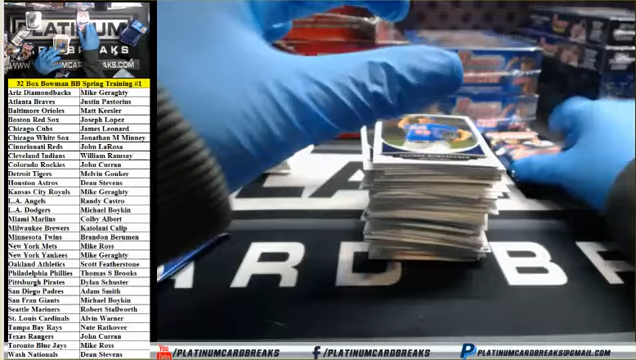 PLATINUM
CARD BREAKS
32 Box Bowman BB Spring Training #1
Ariz Diamondbacks Mike Geraghty
Atlanta Braves Justin Pastorius
Baltimore Orioles Matt Keesler
Boston Red Sox Joseph Lopez
Chicago Cubs James Leonard
Chicago White Sox Jonathan M Minney
Cincinnati Reds John LaRosa
Cleveland Indians William Ramsay
Colorado Rockies John Curran
Detroit Tigers Melvin Gouker
Houston Astros Dean Stevens
Kansas City Royals Mike Geraghty
L.A. Angels Randy Castro
L.A. Dodgers Michael Boykin
Miami Marlins Colby Albert
Milwaukee Brewers Kaiolani Calip
Minnesota Twins Brandon Berumen
New York Mets Mike Ross
New York Yankees Mike Geraghty
Oakland Athletics Scott Featherstone
Philadelphia Phillies Thomas S Brooks
Pittsburgh Pirates Dylan Schuster
San Diego Padres Adam Smith
San Fran Giants Michael Boykin
Seattle Mariners Robert Stallworth
St. Louis Cardinals Alvin Warner
Tampa Bay Rays Nate Ratkovec
Texas Rangers John Curran
Toronto Blue Jays Mike Ross
Wash Nationals Dean Stevens
LA
ARD BR
You Tube /PLATINUMCARDBREAKS f /PLATINUMCARDBREAKS P PLATINUMCARDBREAKS@GMAIL.COM